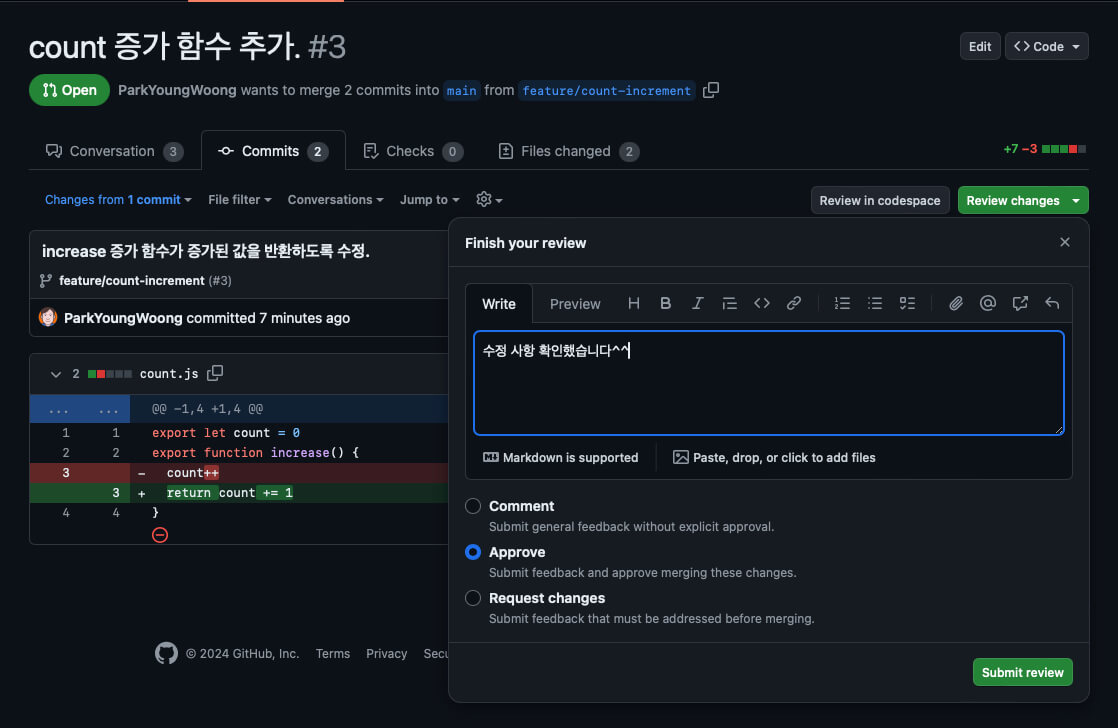 count 증가 함수 추가. #3
Edit
<> Code
Open
ParkYoungWoong wants to merge 2 commits into main from feature/count-increment
Conversation 3
Commits 2
Checks 0
Files changed 2
+7 −3
Changes from 1 commit
File filter
Conversations
Jump to
Review in codespace
Review changes
increase 증가 함수가 증가된 값을 반환하도록 수정.
feature/count-increment (#3)
ParkYoungWoong committed 7 minutes ago
2 count.js
... ... @@ -1,4 +1,4 @@
1 1 export let count = 0
2 2 export function increase() {
3 - count++
3 + return count += 1
4 4 }
© 2024 GitHub, Inc.
Terms
Privacy
Secu
Finish your review
Write
Preview
수정 사항 확인했습니다^^
Markdown is supported
Paste, drop, or click to add files
Comment
Submit general feedback without explicit approval.
Approve
Submit feedback and approve merging these changes.
Request changes
Submit feedback that must be addressed before merging.
Submit review